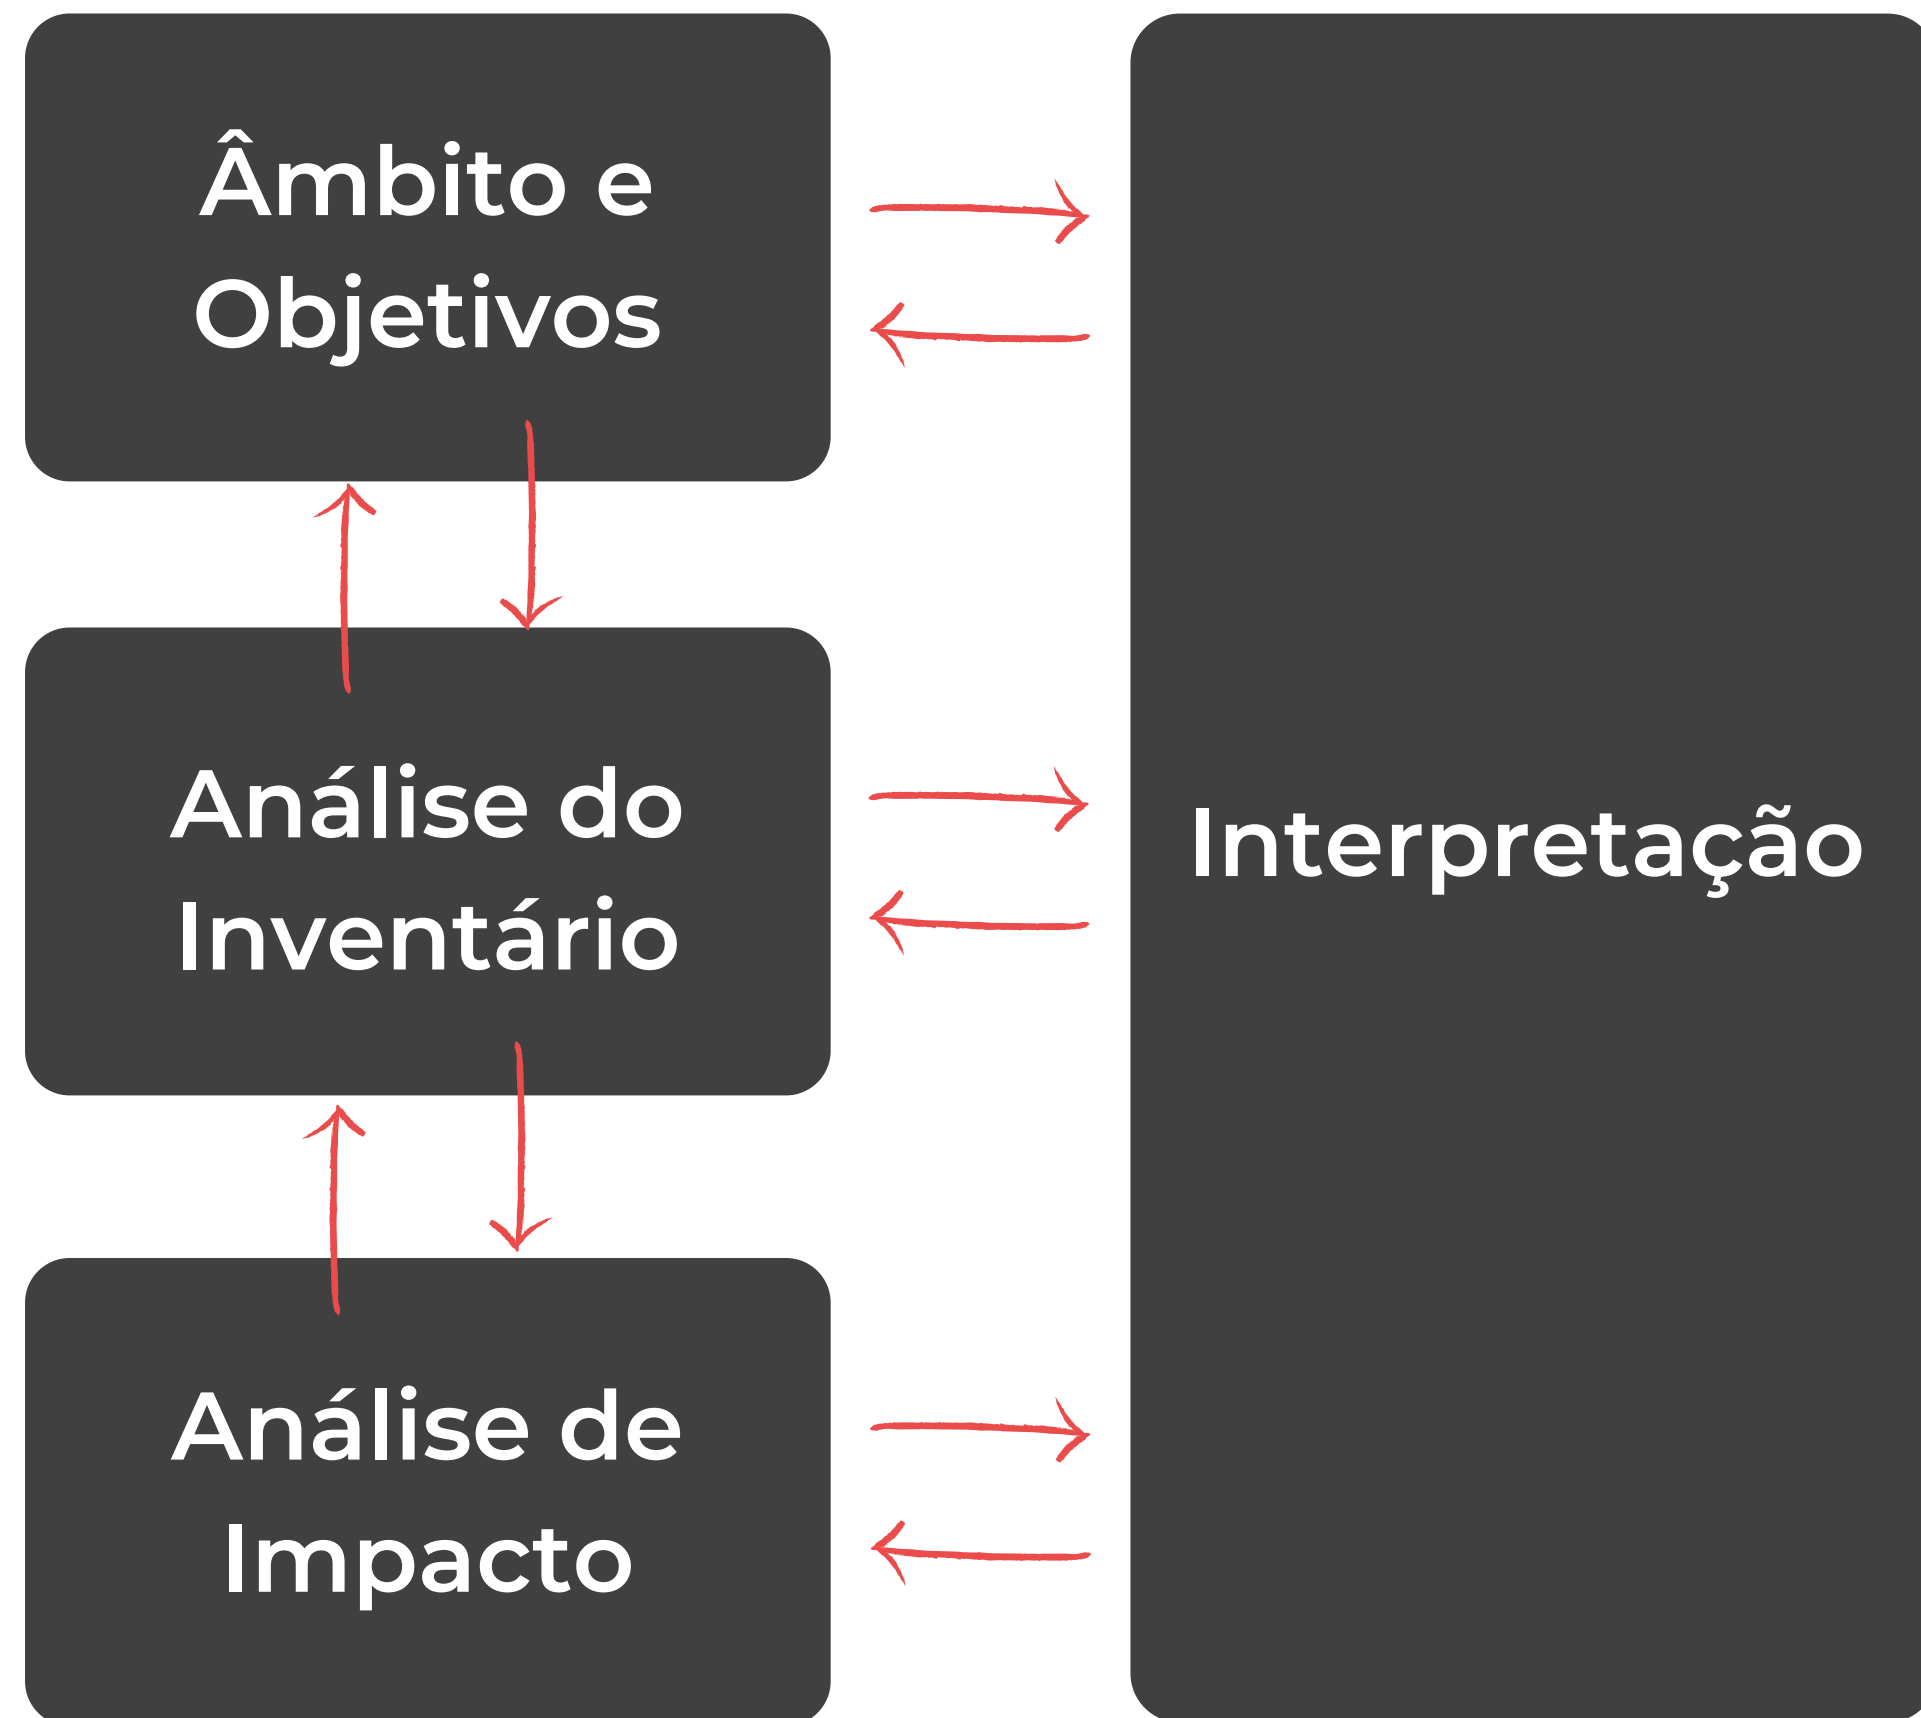 Âmbito e
Objetivos
Análise do
Inventário
Interpretação
Análise de
Impacto